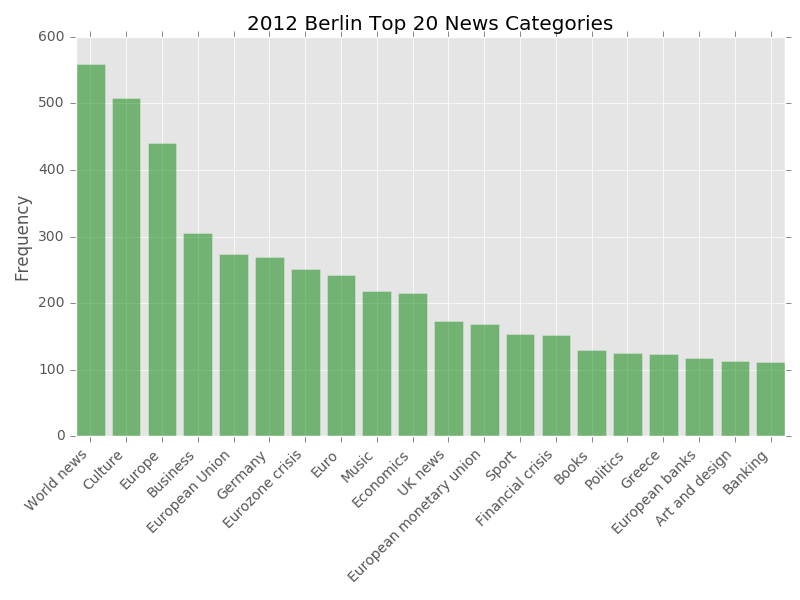 2012 Berlin Top 20 News Categories
600
500
400
300
200
100
0
Frequency
World news
Culture
Europe
Business
European Union
Germany
Eurozone crisis
Euro
Music
Economics
UK news
European monetary union
Sport
Financial crisis
Books
Politics
Greece
European banks
Art and design
Banking